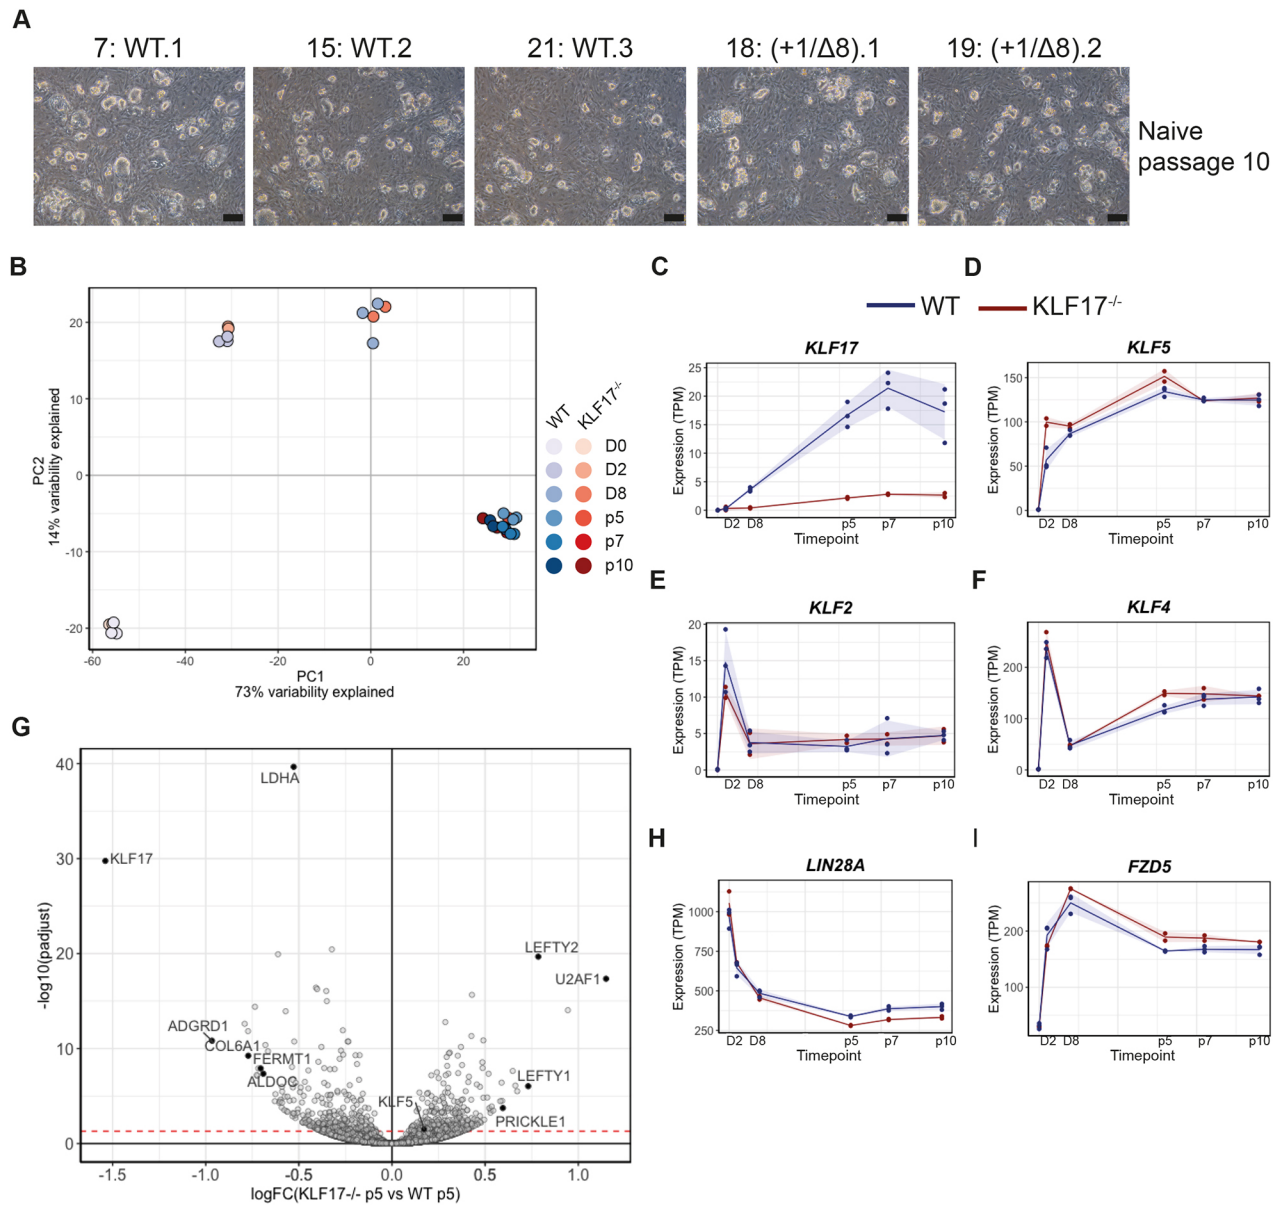 A
7: WT.1
15: WT.2
21: WT.3
18: (+1/Δ8).1
19: (+1/Δ8).2
Naive
passage 10
B
PC2
14% variability explained
20
10
0
-10
-20
-60
-40
-20
0
20
PC1
73% variability explained
WT
KLF17-/-
D0
D2
D8
p5
p7
p10
C
D
WT
KLF17-/-
KLF17
Expression (TPM)
25
20
15
10
5
0
D2
D8
p5
p7
p10
Timepoint
KLF5
Expression (TPM)
150
100
50
0
D2
D8
p5
p7
p10
Timepoint
E
KLF2
Expression (TPM)
20
15
10
5
0
D2
D8
p5
p7
p10
Timepoint
F
KLF4
Expression (TPM)
200
100
0
D2
D8
p5
p7
p10
Timepoint
G
-log10(padjust)
40
30
20
10
0
LDHA
KLF17
LEFTY2
U2AF1
ADGRD1
COL6A1
FERMT1
ALDOC
KLF5
LEFTY1
PRICKLE1
-1.5
-1.0
-0.5
0.0
0.5
1.0
logFC(KLF17-/- p5 vs WT p5)
H
LIN28A
Expression (TPM)
1000
750
500
250
D2
D8
p5
p7
p10
Timepoint
I
FZD5
Expression (TPM)
200
100
D2
D8
p5
p7
p10
Timepoint